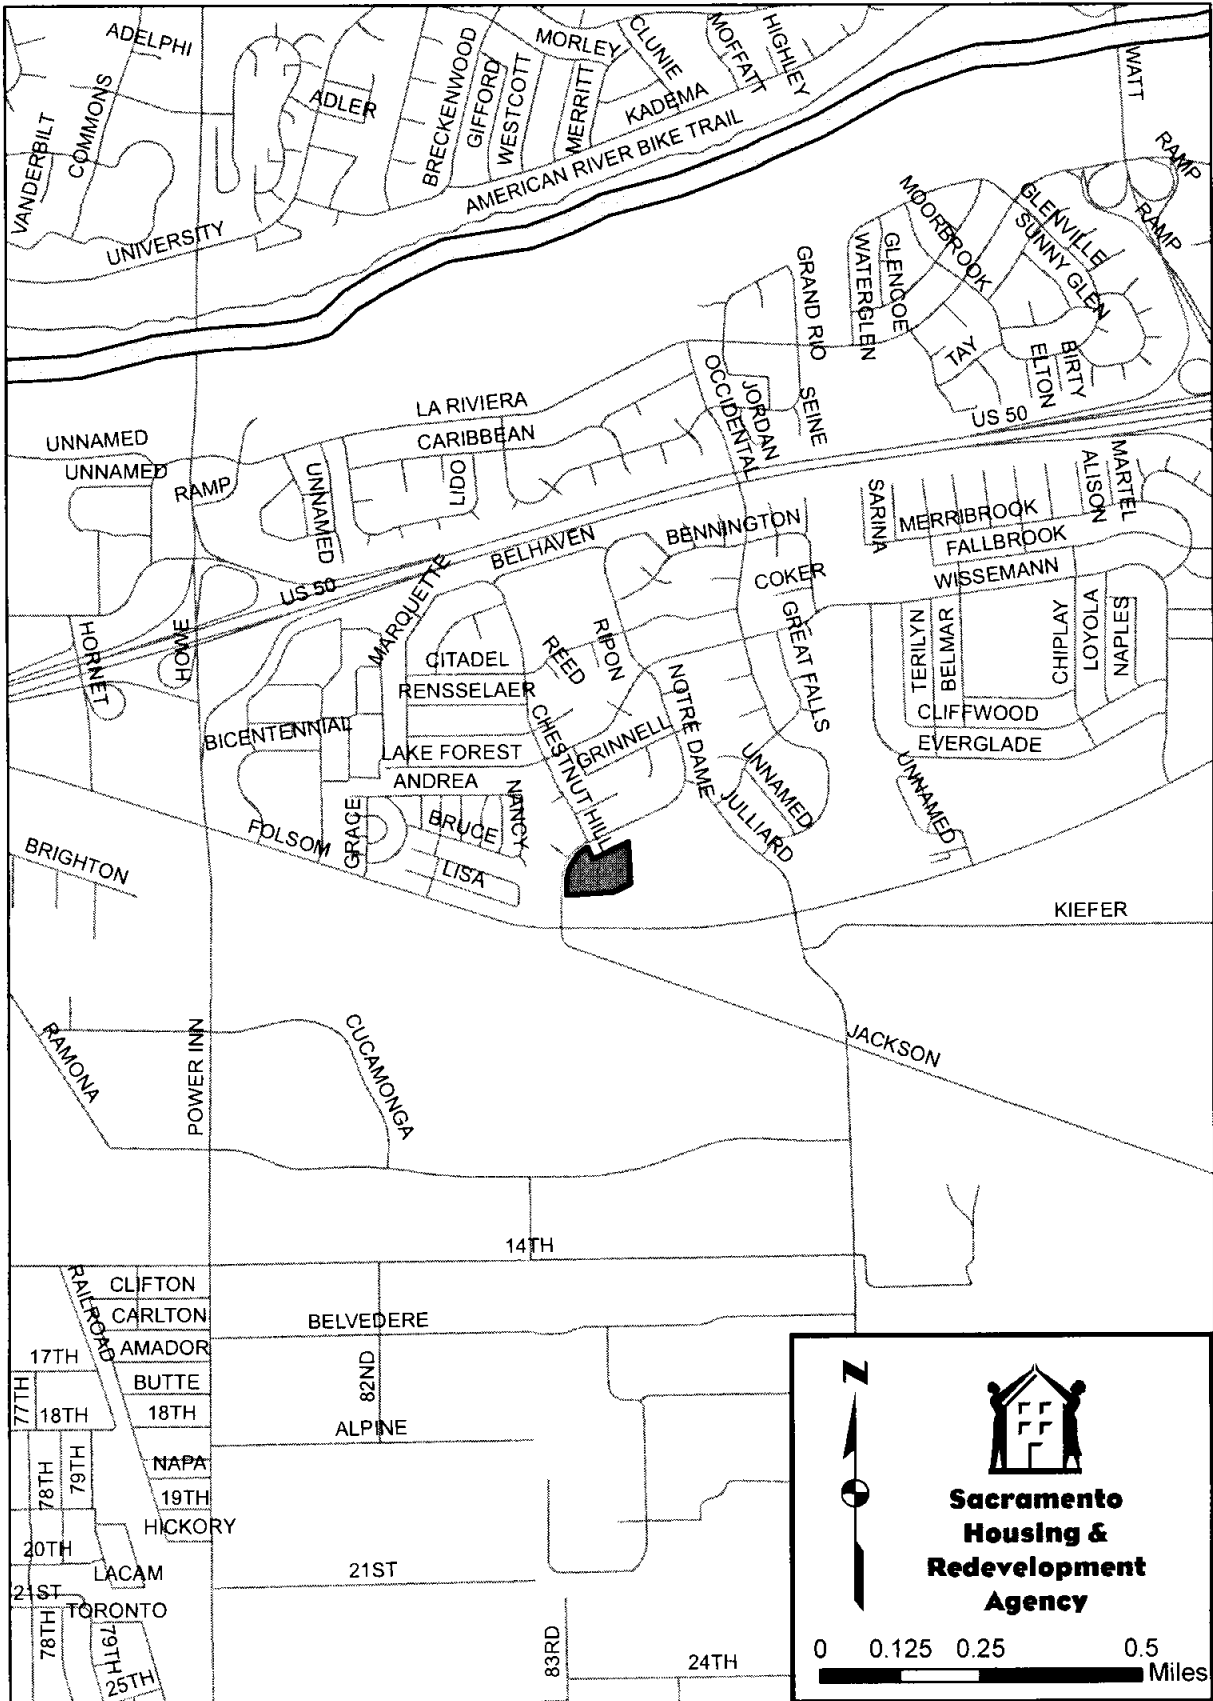 ADELPHI
COMMONS
VANDERBILT
ADLER
UNIVERSITY
BRECKENWOOD
GIFFORD
WESTCOTT
MORLEY
MERRITT
CLUNIE
KADEMA
MOFFATT
HIGHLEY
AMERICAN RIVER BIKE TRAIL
WATT
RAMP
RAMP
MOORBROOK
GLENVILLE
SUNNY GLEN
GLENCOE
WATERGLEN
GRAND RIO
TAY
ELTON
BIRTY
OCCIDENTAL
JORDAN
SEINE
US 50
LA RIVIERA
CARIBBEAN
LIDO
UNNAMED
UNNAMED
RAMP
UNNAMED
US 50
BELHAVEN
BENNINGTON
MARQUETTE
SARINA
MERRIBROOK
ALISON
MARTEL
FALLBROOK
WISSEMANN
COKER
HORNET
HOWE
CITADEL
RENSSELAER
REED
RIPON
NOTRE DAME
GREAT FALLS
TERILYN
BELMAR
CHIPLAY
LOYOLA
NAPLES
CLIFFWOOD
EVERGLADE
BICENTENNIAL
LAKE FOREST
ANDREA
CHESTNUT HILL
GRINNELL
NANCY
UNNAMED
JULLIARD
UNNAMED
GRACE
BRUCE
LISA
FOLSOM
BRIGHTON
KIEFER
RAMONA
POWER INN
CUCAMONGA
JACKSON
14TH
RAILROAD
CLIFTON
CARLTON
AMADOR
BUTTE
18TH
NAPA
19TH
HICKORY
17TH
77TH
18TH
78TH
79TH
20TH
LACAM
21ST
TORONTO
78TH
79TH
25TH
BELVEDERE
82ND
ALPINE
21ST
83RD
24TH
N
Sacramento
Housing &
Redevelopment
Agency
0 0.125 0.25 0.5
Miles